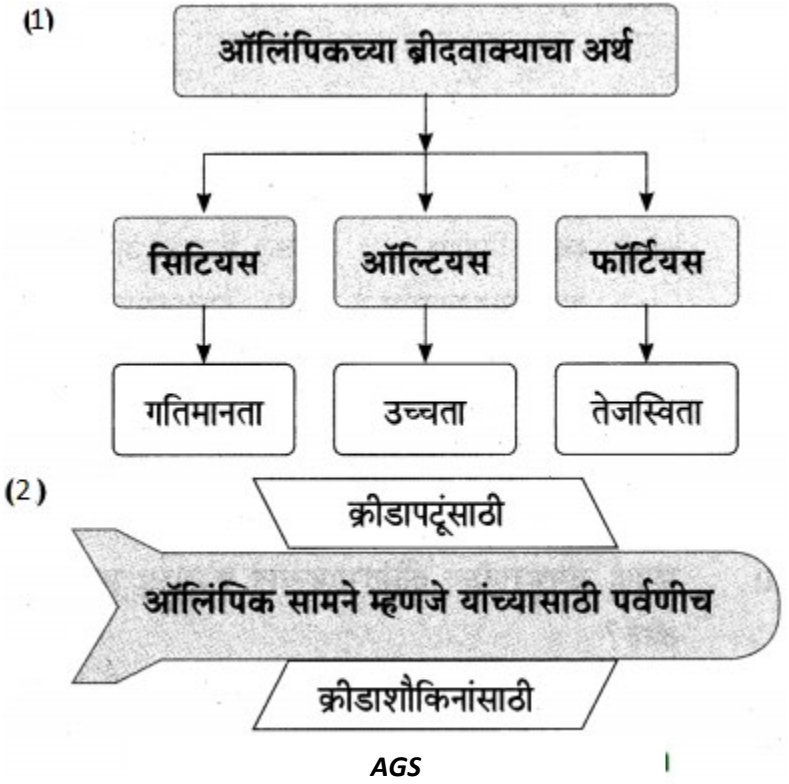 (1)
ऑलिंपिकच्या ब्रीदवाक्याचा अर्थ
सिटियस ऑल्टियस फॉर्टियस
गतिमानता उच्चता तेजस्विता
(2)
क्रीडापटूंसाठी
ऑलिंपिक सामने म्हणजे यांच्यासाठी पर्वणीच
क्रीडाशौकिनांसाठी
AGS